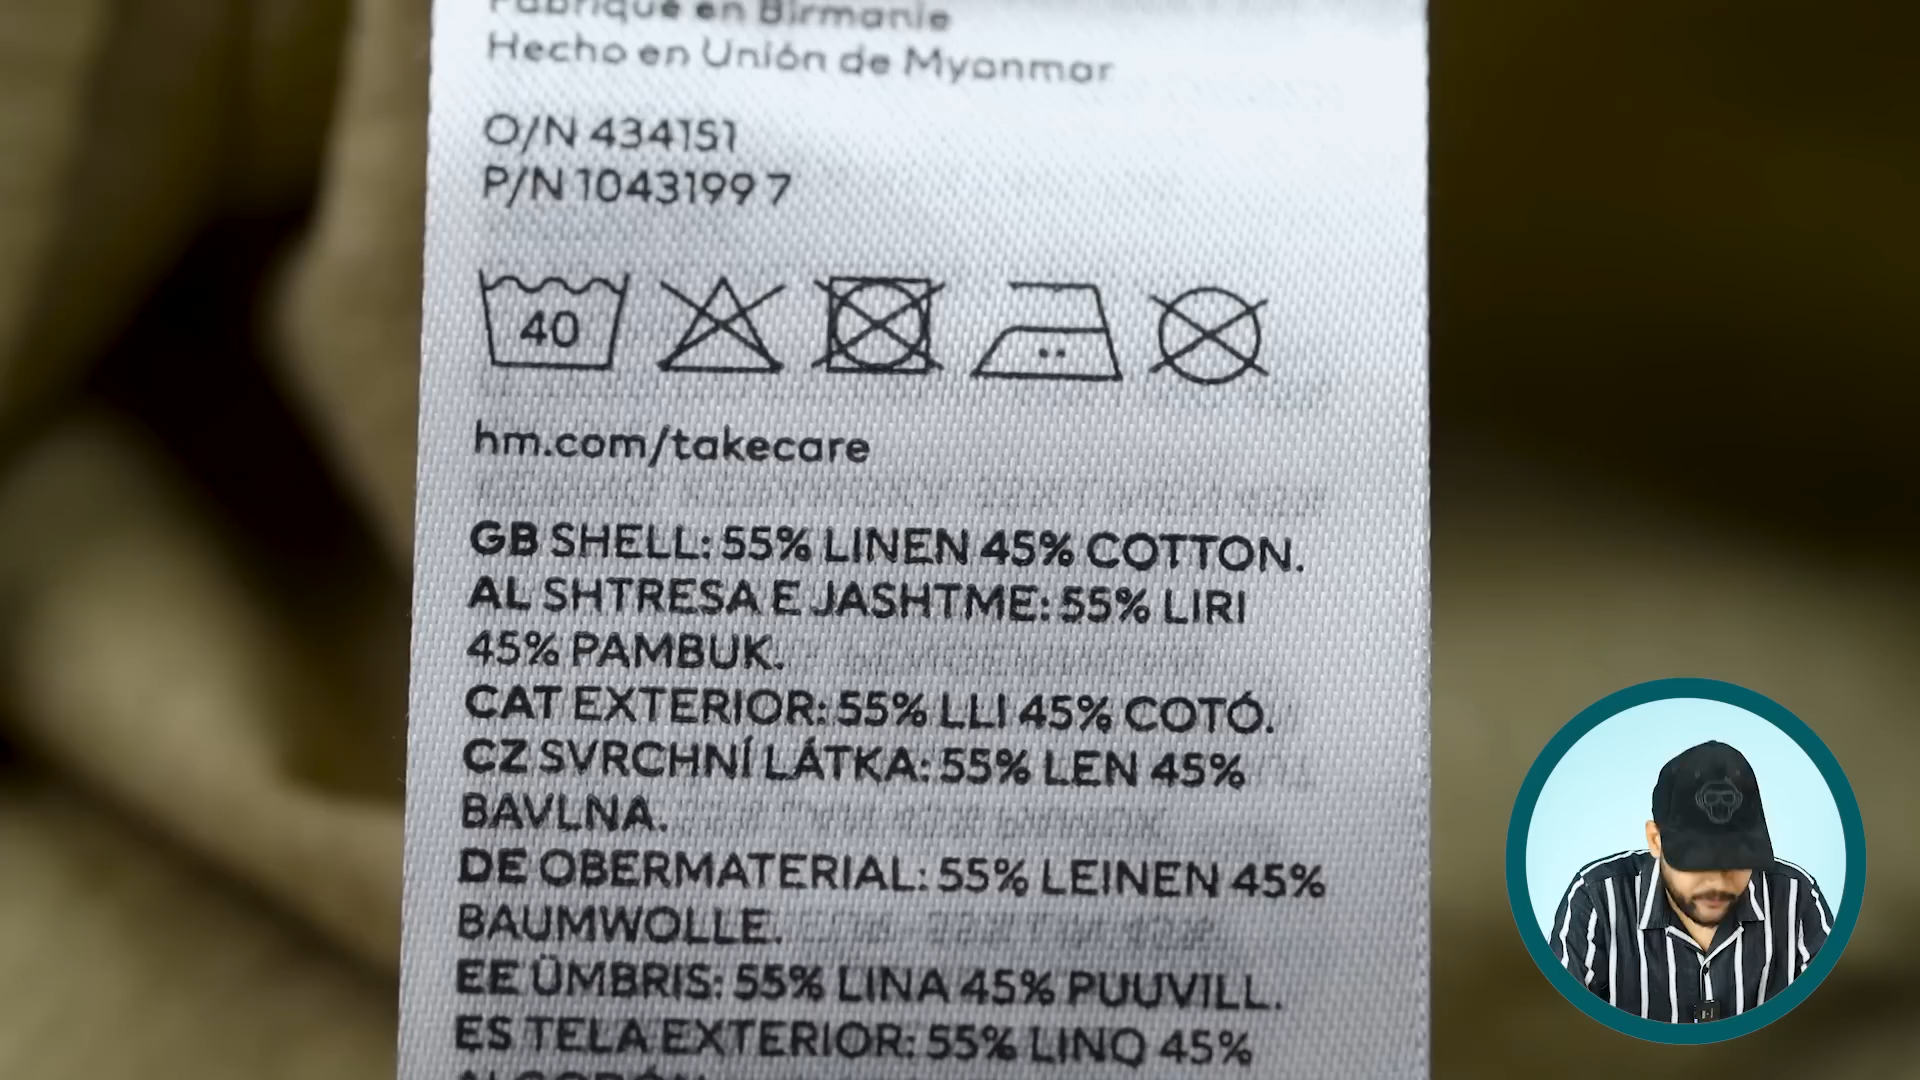 Fabriqué en Birmanie
Hecho en Unión de Myanmar
O/N 434151
P/N 1043199 7
40
hm.com/takecare
GB SHELL: 55% LINEN 45% COTTON.
AL SHTRESA E JASHTME: 55% LIRI
45% PAMBUK.
CAT EXTERIOR: 55% LLI 45% COTÓ.
CZ SVRCHNÍ LÁTKA: 55% LEN 45%
BAVLNA.
DE OBERMATERIAL: 55% LEINEN 45%
BAUMWOLLE.
EE ÜMBRIS: 55% LINA 45% PUUVILL.
ES TELA EXTERIOR: 55% LINO 45%